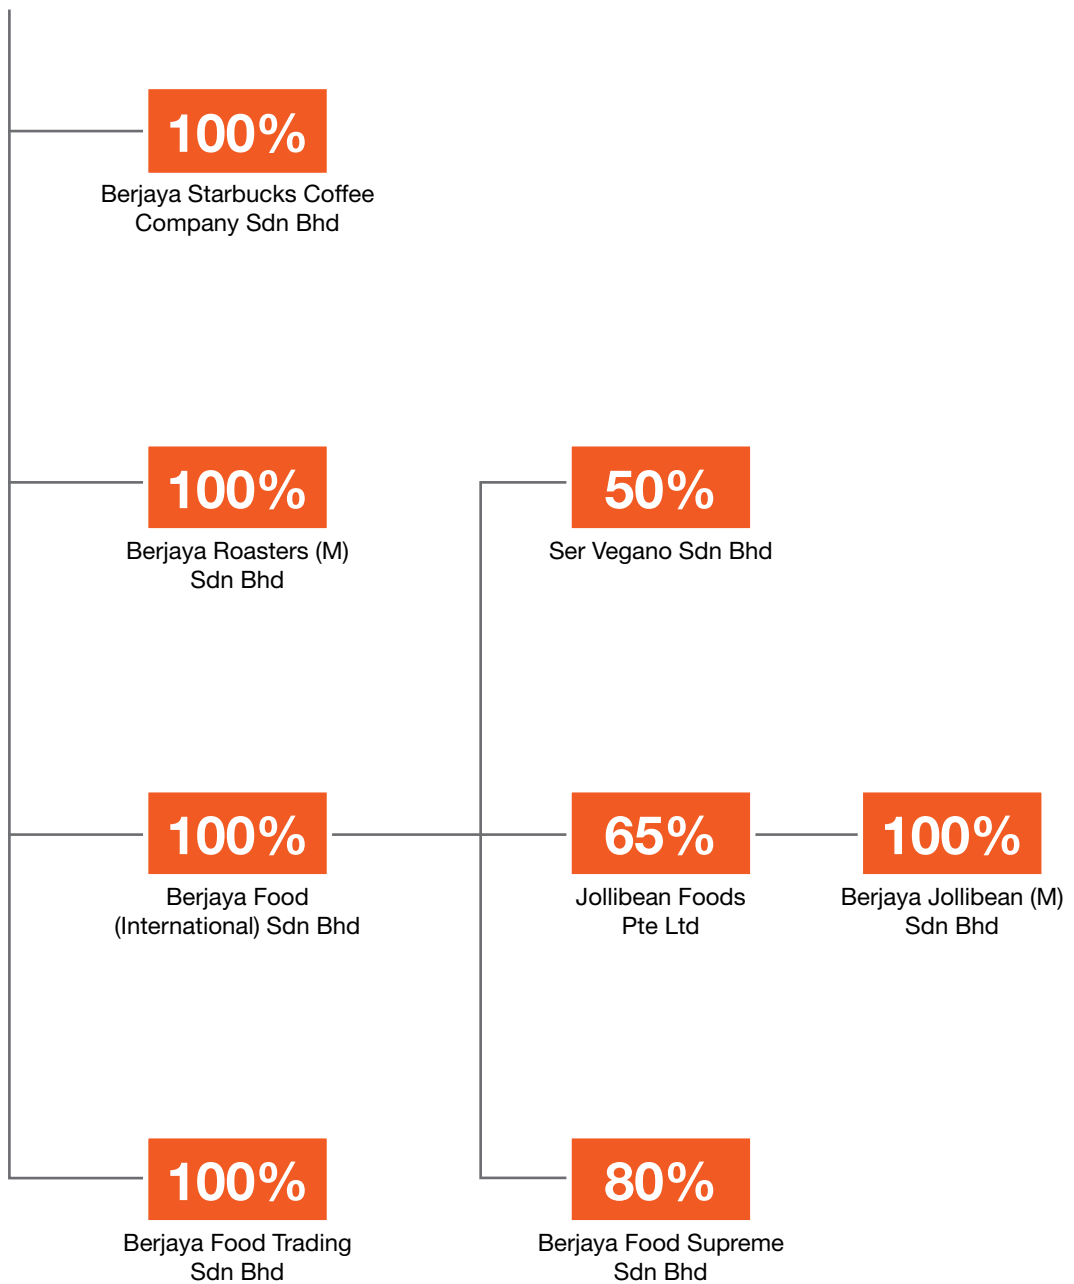 100%
Berjaya Starbucks Coffee
Company Sdn Bhd
100%
Berjaya Roasters (M)
Sdn Bhd
50%
Ser Vegano Sdn Bhd
100%
Berjaya Food
(International) Sdn Bhd
65%
Jollibean Foods
Pte Ltd
100%
Berjaya Jollibean (M)
Sdn Bhd
100%
Berjaya Food Trading
Sdn Bhd
80%
Berjaya Food Supreme
Sdn Bhd